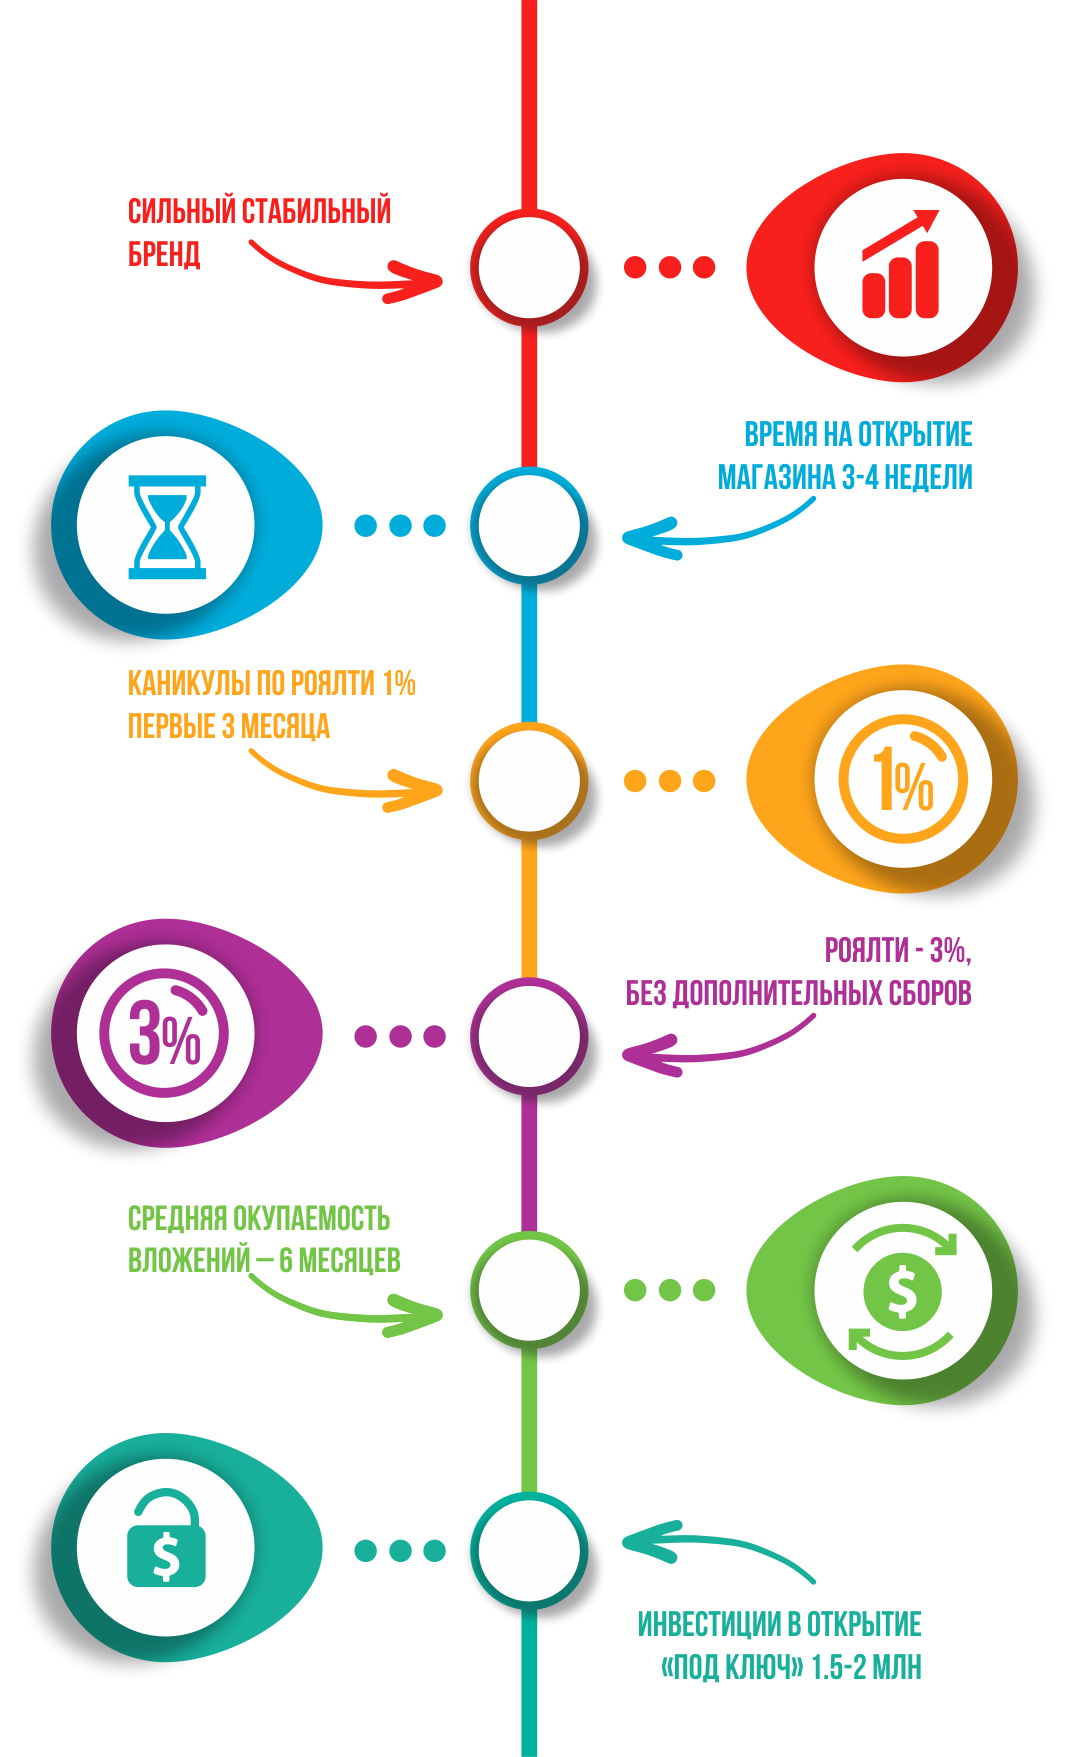 СИЛЬНЫЙ СТАБИЛЬНЫЙ
БРЕНД
ВРЕМЯ НА ОТКРЫТИЕ
МАГАЗИНА 3-4 НЕДЕЛИ
КАНИКУЛЫ ПО РОЯЛТИ 1%
ПЕРВЫЕ 3 МЕСЯЦА
1%
РОЯЛТИ - 3%,
БЕЗ ДОПОЛНИТЕЛЬНЫХ СБОРОВ
3%
СРЕДНЯЯ ОКУПАЕМОСТЬ
ВЛОЖЕНИЙ – 6 МЕСЯЦЕВ
$
$
ИНВЕСТИЦИИ В ОТКРЫТИЕ
«ПОД КЛЮЧ» 1.5-2 МЛН